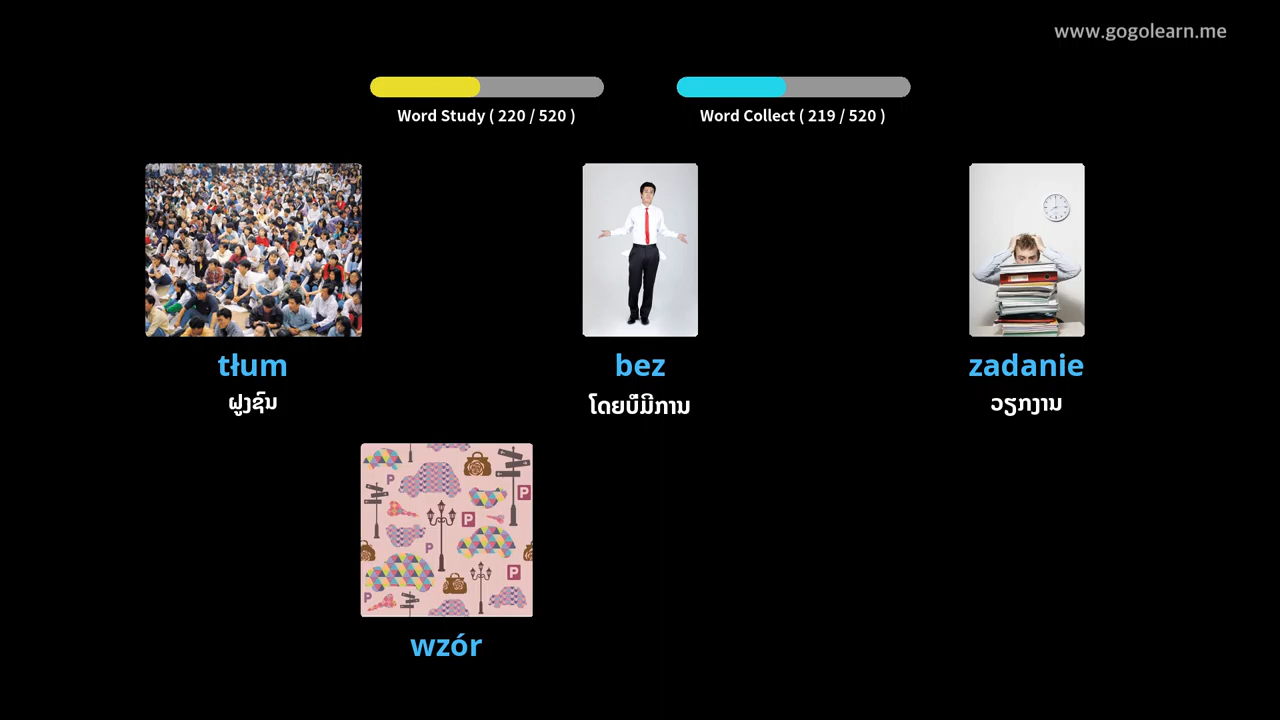 www.gogolearn.me
Word Study ( 220 / 520 )
Word Collect ( 219 / 520 )
tłum
ຝູງຊົນ
bez
ໂດຍບໍ່ມີການ
zadanie
ວຽກງານ
P
P
P
P
P
P
wzór